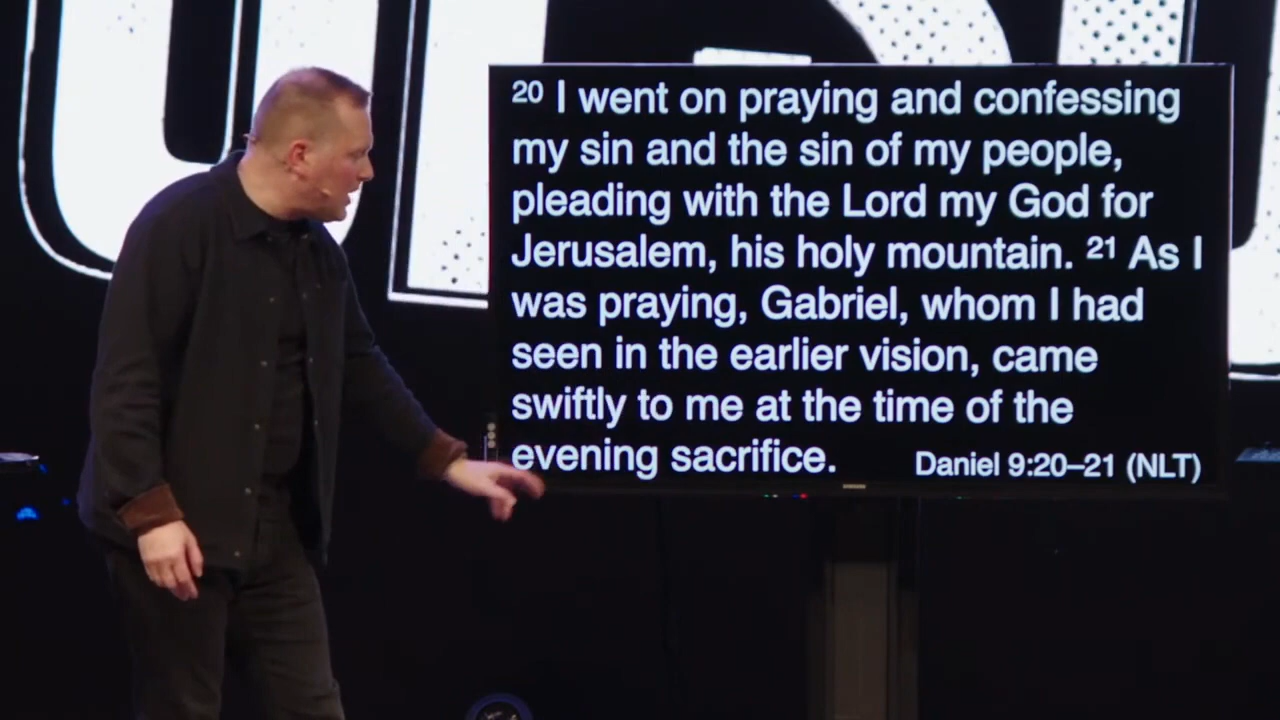 20 I went on praying and confessing
my sin and the sin of my people,
pleading with the Lord my God for
Jerusalem, his holy mountain. 21 As I
was praying, Gabriel, whom I had
seen in the earlier vision, came
swiftly to me at the time of the
evening sacrifice. Daniel 9:20–21 (NLT)